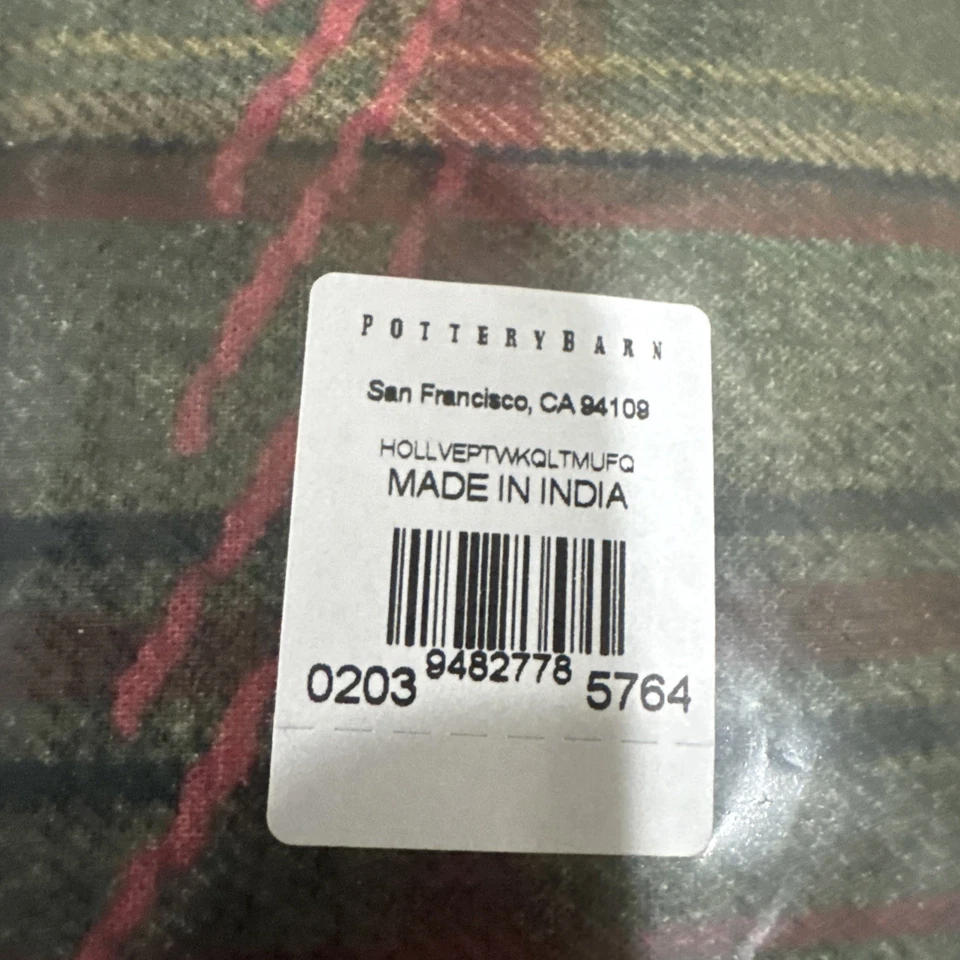 POTTERYBARN
San Francisco, CA 94109
HOLLVEPTWKQLTMUFQ
MADE IN INDIA
0203 9482778 5764